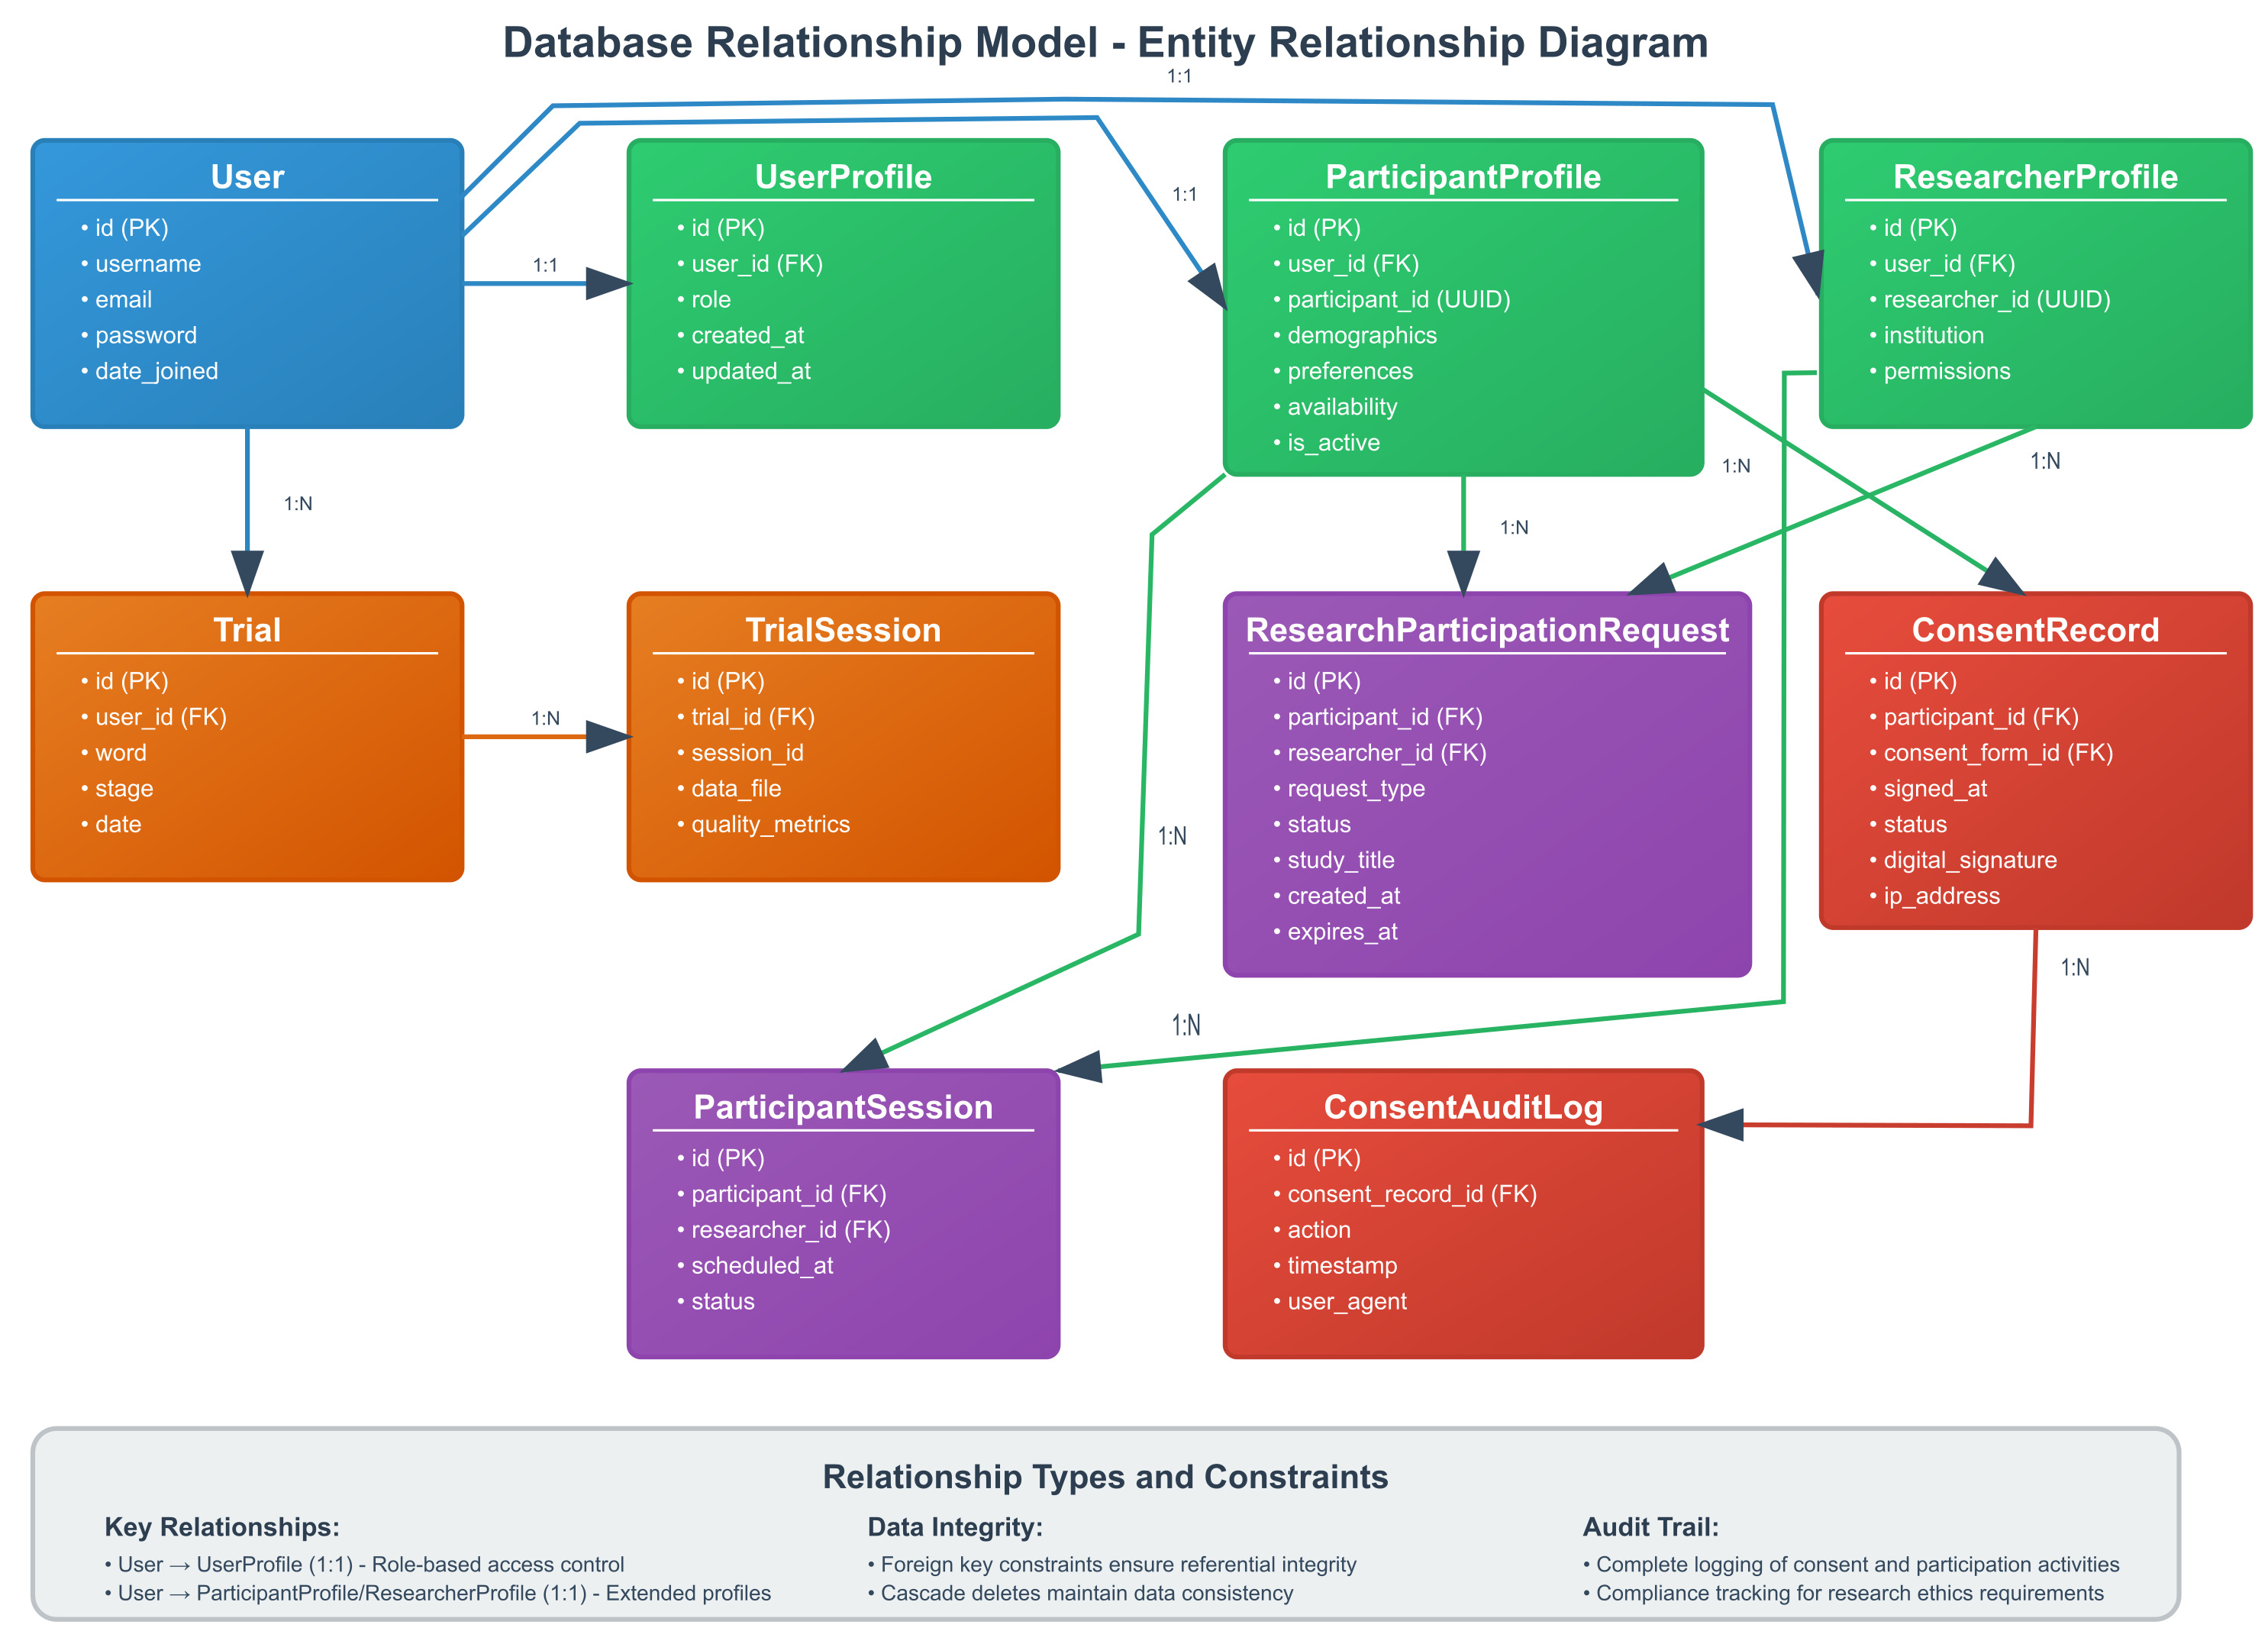 Database Relationship Model - Entity Relationship Diagram
1:1
User
• id (PK)
• username
• email
• password
• date_joined
1:1
UserProfile
• id (PK)
• user_id (FK)
• role
• created_at
• updated_at
1:1
ParticipantProfile
• id (PK)
• user_id (FK)
• participant_id (UUID)
• demographics
• preferences
• availability
• is_active
ResearcherProfile
• id (PK)
• user_id (FK)
• researcher_id (UUID)
• institution
• permissions
1:N
1:N
1:N
1:N
Trial
• id (PK)
• user_id (FK)
• word
• stage
• date
1:N
TrialSession
• id (PK)
• trial_id (FK)
• session_id
• data_file
• quality_metrics
1:N
ResearchParticipationRequest
• id (PK)
• participant_id (FK)
• researcher_id (FK)
• request_type
• status
• study_title
• created_at
• expires_at
ConsentRecord
• id (PK)
• participant_id (FK)
• consent_form_id (FK)
• signed_at
• status
• digital_signature
• ip_address
1:N
1:N
ParticipantSession
• id (PK)
• participant_id (FK)
• researcher_id (FK)
• scheduled_at
• status
ConsentAuditLog
• id (PK)
• consent_record_id (FK)
• action
• timestamp
• user_agent
Relationship Types and Constraints
Key Relationships:
• User → UserProfile (1:1) - Role-based access control
• User → ParticipantProfile/ResearcherProfile (1:1) - Extended profiles
Data Integrity:
• Foreign key constraints ensure referential integrity
• Cascade deletes maintain data consistency
Audit Trail:
• Complete logging of consent and participation activities
• Compliance tracking for research ethics requirements